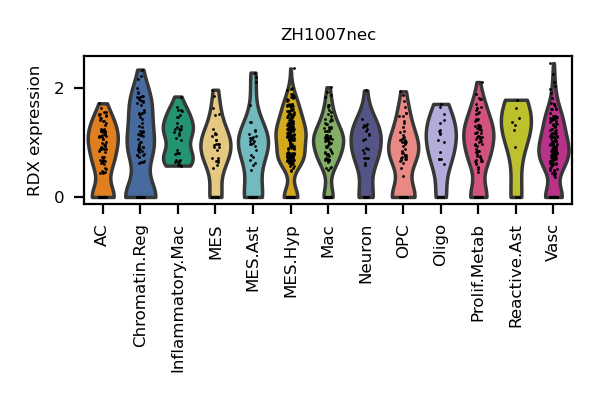 ZH1007nec
RDX expression
2
0
AC
Chromatin.Reg
Inflammatory.Mac
MES
MES.Ast
MES.Hyp
Mac
Neuron
OPC
Oligo
Prolif.Metab
Reactive.Ast
Vasc